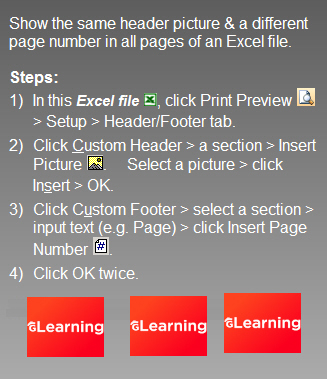 Show the same header picture & a different
page number in all pages of an Excel file.
Steps:
1) In this Excel file, click Print Preview
> Setup > Header/Footer tab.
2) Click Custom Header > a section > Insert
Picture. Select a picture > click
Insert > OK.
3) Click Custom Footer > select a section >
input text (e.g. Page) > click Insert Page
Number #.
4) Click OK twice.
eLearning eLearning eLearning